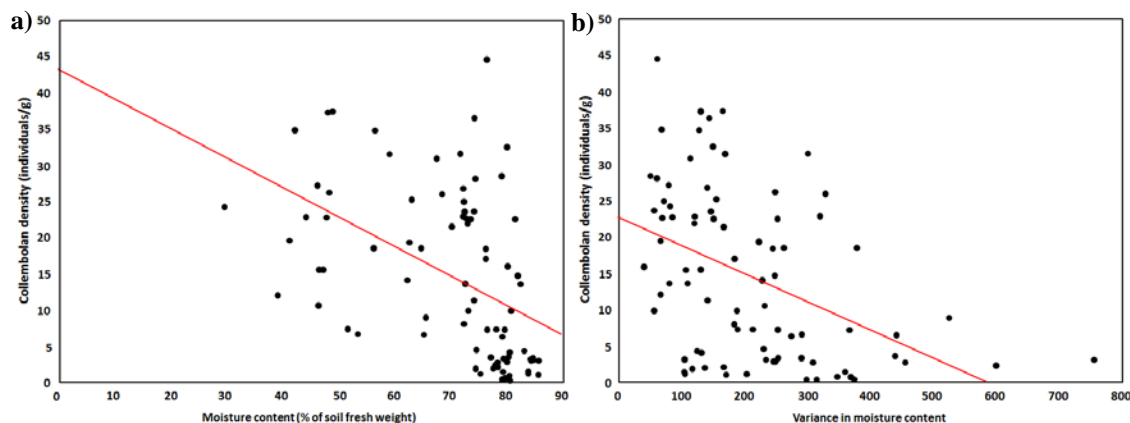 a)
50
45
40
35
30
25
20
15
10
5
0
Collembolan density (individuals/g)
0 10 20 30 40 50 60 70 80 90
Moisture content (% of soil fresh weight)
b)
50
45
40
35
30
25
20
15
10
5
0
Collembolan density (individuals/g)
0 100 200 300 400 500 600 700 800
Variance in moisture content